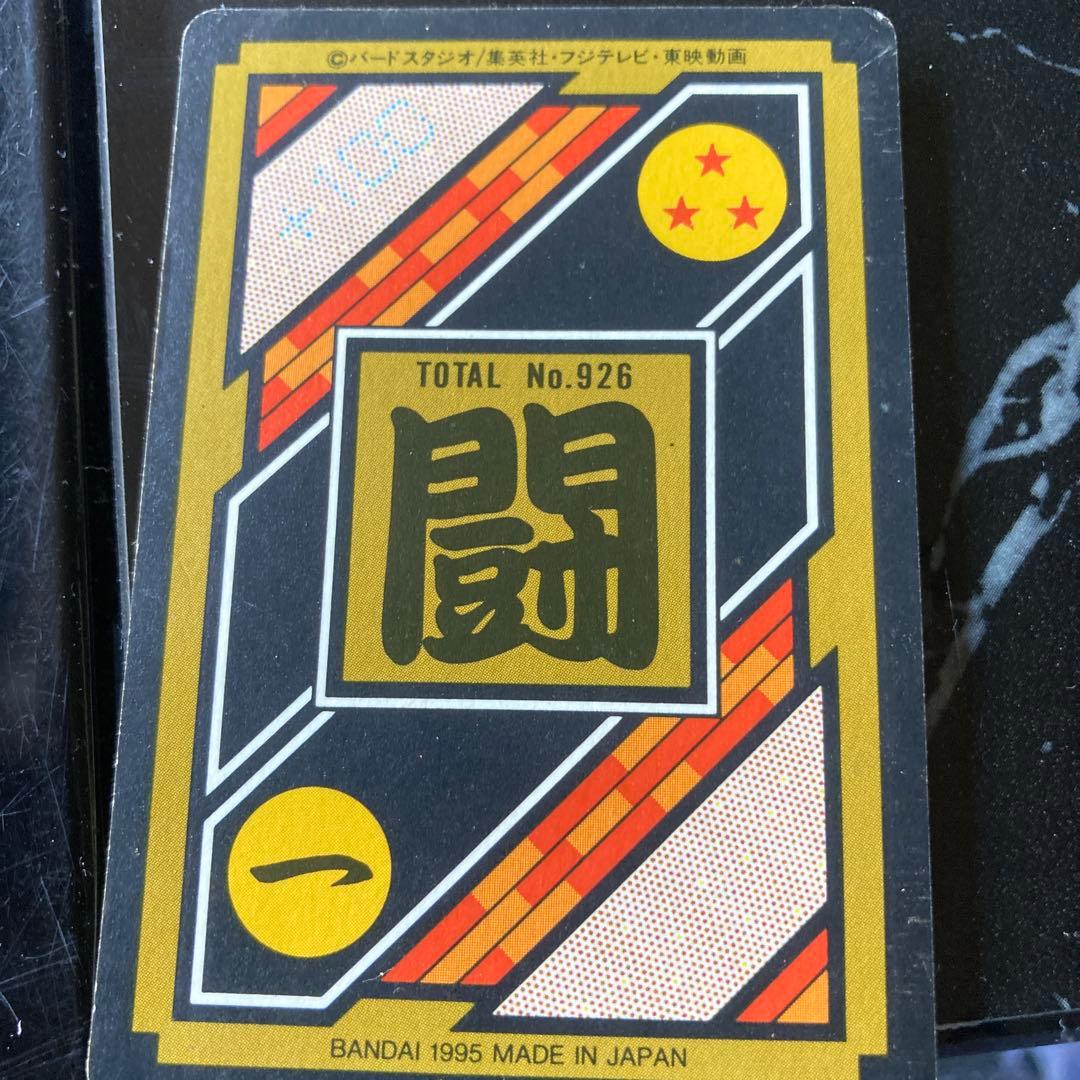 ©バードスタジオ/集英社・フジテレビ・東映動画
+100
TOTAL No.926
闘
一
BANDAI 1995 MADE IN JAPAN